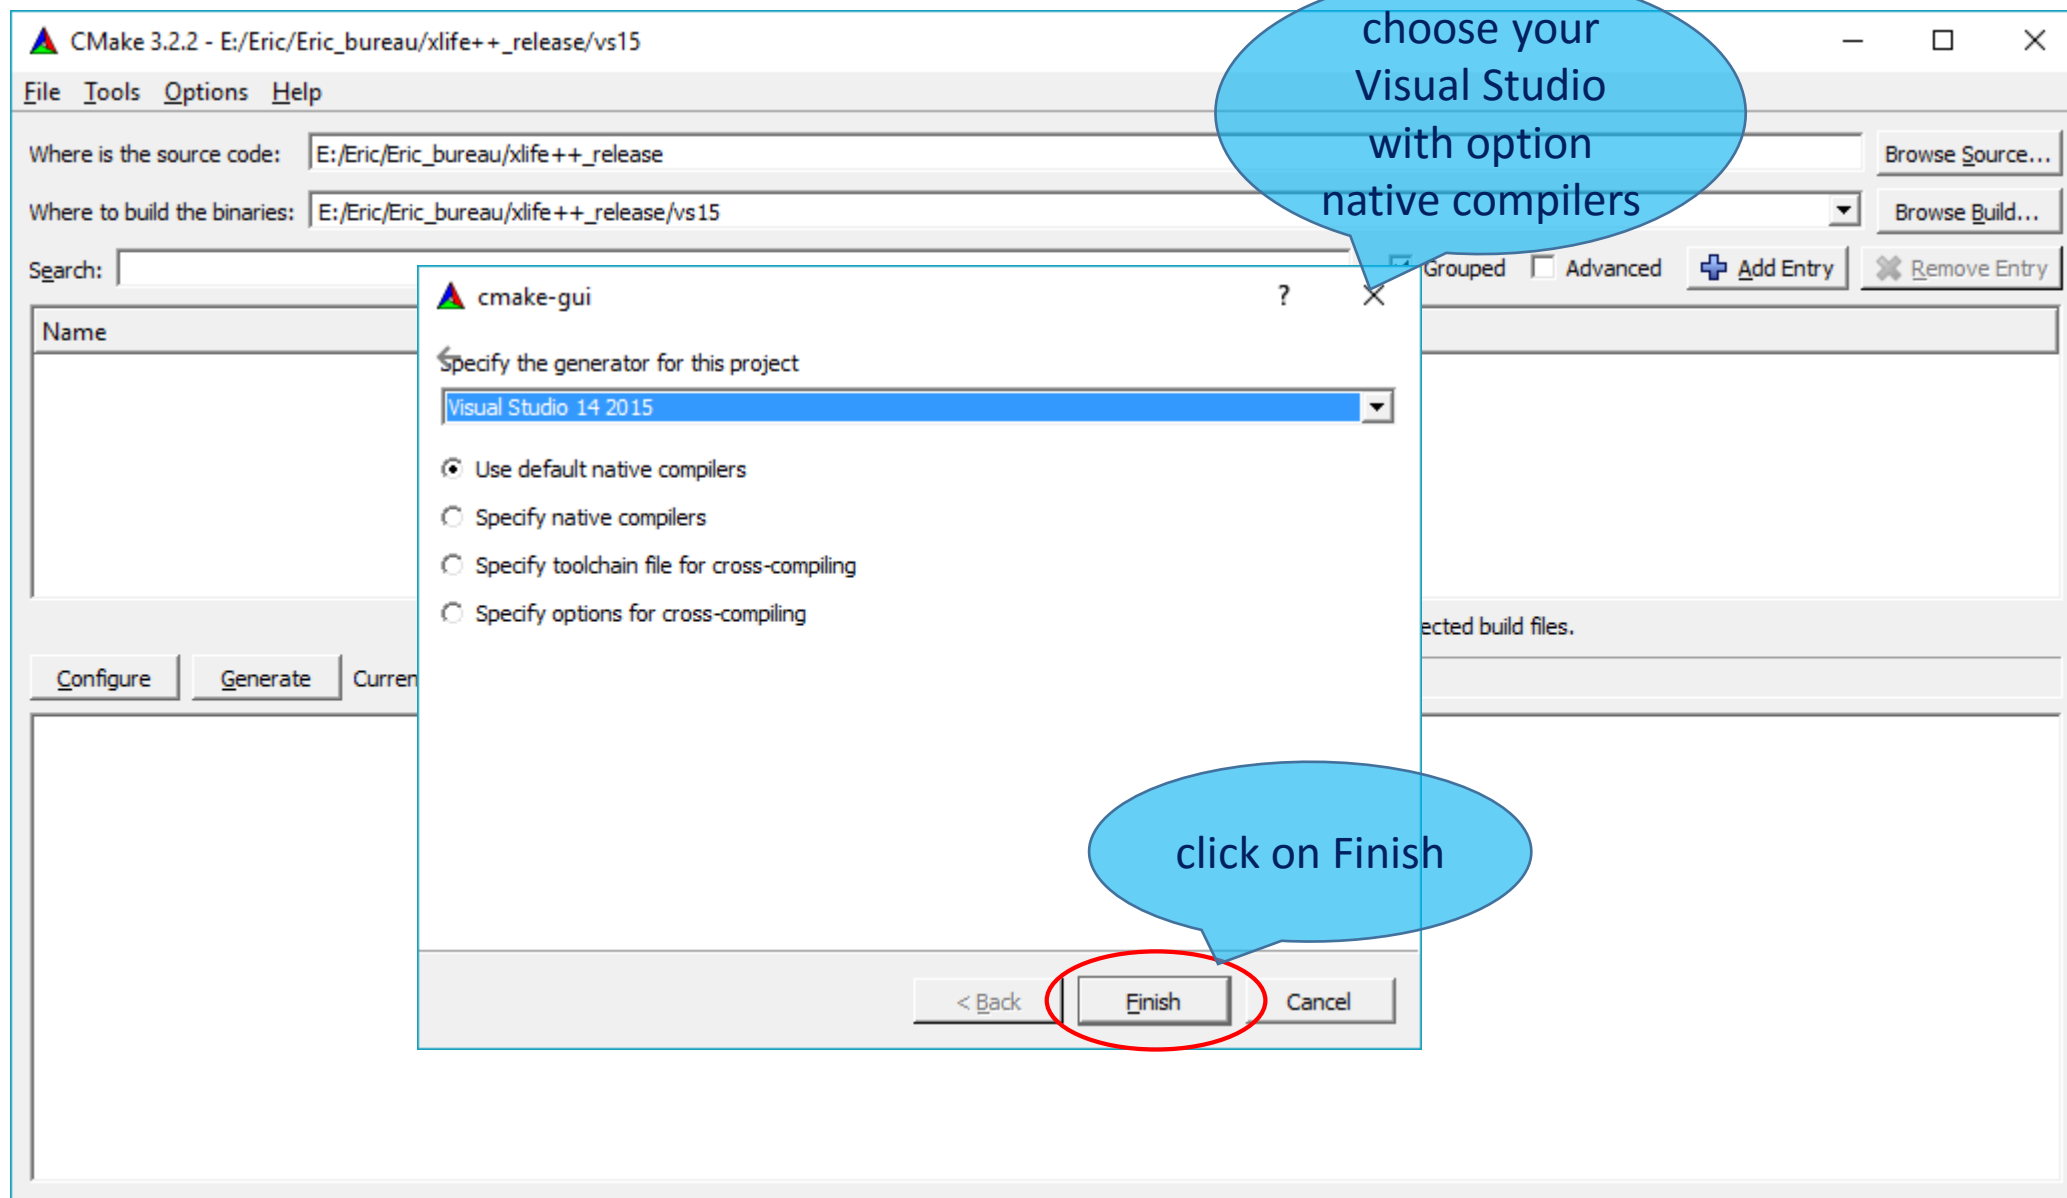 CMake 3.2.2 - E:/Eric/Eric_bureau/xlife++_release/vs15
File Tools Options Help
choose your
Visual Studio
with option
native compilers
Where is the source code: E:/Eric/Eric_bureau/xlife++_release Browse Source...
Where to build the binaries: E:/Eric/Eric_bureau/xlife++_release/vs15 Browse Build...
Search: Grouped Advanced Add Entry Remove Entry
Name
cmake-gui ?
Specify the generator for this project
Visual Studio 14 2015
Use default native compilers
Specify native compilers
Specify toolchain file for cross-compiling
Specify options for cross-compiling
build files.
Configure Generate
click on Finish
< Back Finish Cancel